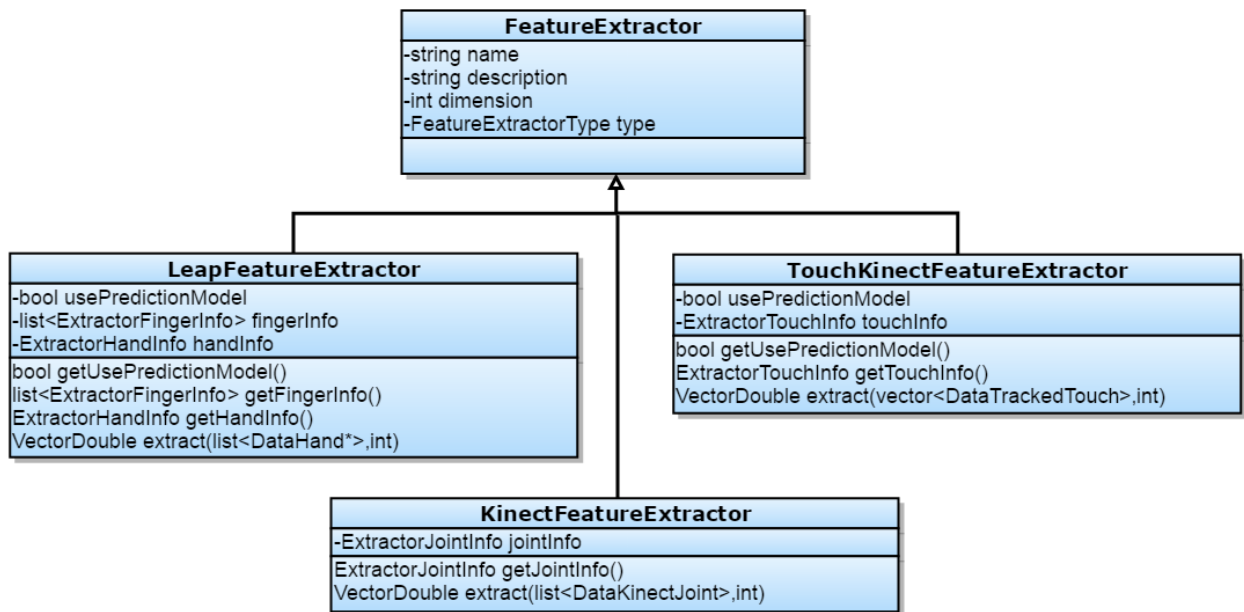 FeatureExtractor
-string name
-string description
-int dimension
-FeatureExtractorType type
LeapFeatureExtractor
-bool usePredictionModel
-list<ExtractorFingerInfo> fingerInfo
-ExtractorHandInfo handInfo
bool getUsePredictionModel()
list<ExtractorFingerInfo> getFingerInfo()
ExtractorHandInfo getHandInfo()
VectorDouble extract(list<DataHand*>,int)
TouchKinectFeatureExtractor
-bool usePredictionModel
-ExtractorTouchInfo touchInfo
bool getUsePredictionModel()
ExtractorTouchInfo getTouchInfo()
VectorDouble extract(vector<DataTrackedTouch>,int)
KinectFeatureExtractor
-ExtractorJointInfo jointInfo
ExtractorJointInfo getJointInfo()
VectorDouble extract(list<DataKinectJoint>,int)